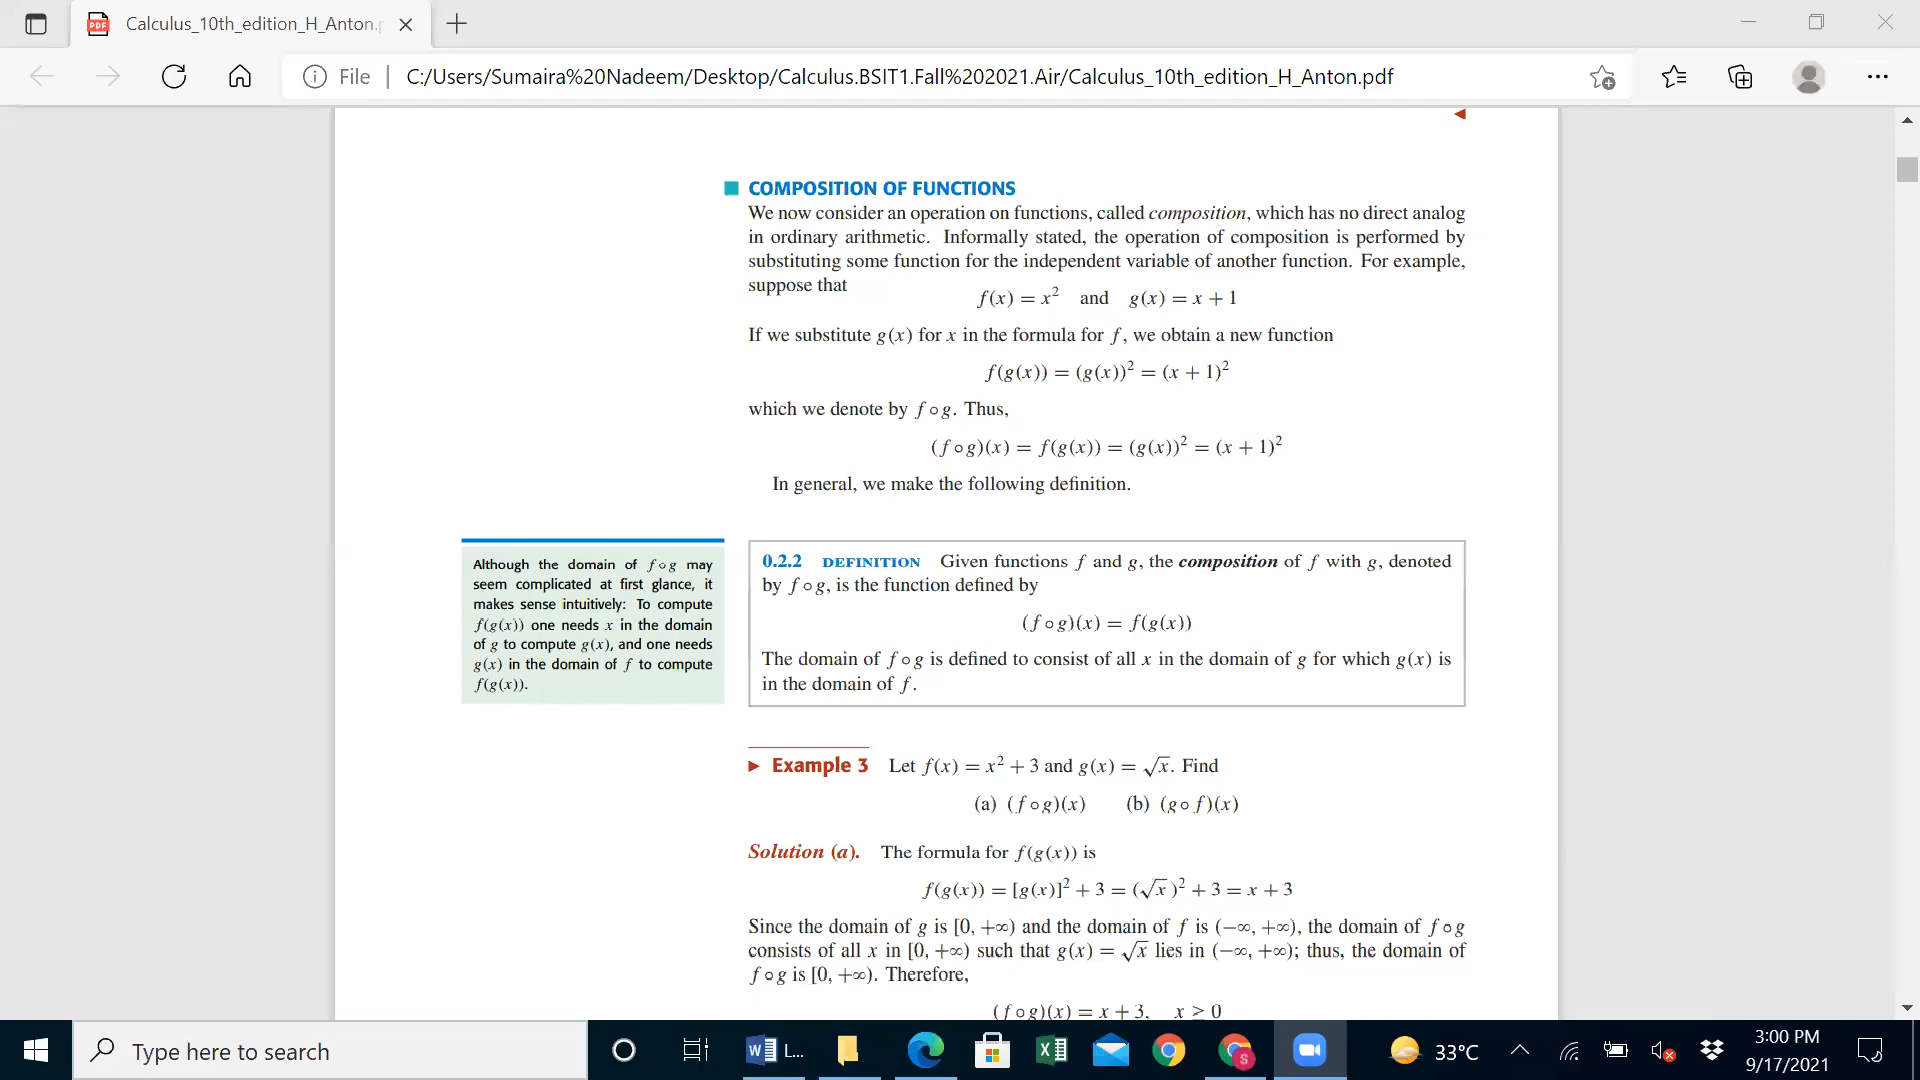 Calculus_10th_edition_H_Anton.p
File
C:/Users/Sumaira%20Nadeem/Desktop/Calculus.BSIT1.Fall%202021.Air/Calculus_10th_edition_H_Anton.pdf
COMPOSITION OF FUNCTIONS
We now consider an operation on functions, called composition, which has no direct analog
in ordinary arithmetic. Informally stated, the operation of composition is performed by
substituting some function for the independent variable of another function. For example,
suppose that
f(x) = x² and g(x) = x + 1
If we substitute g(x) for x in the formula for f, we obtain a new function
f(g(x)) = (g(x))² = (x + 1)²
which we denote by f∘g. Thus,
(f∘g)(x) = f(g(x)) = (g(x))² = (x + 1)²
In general, we make the following definition.
Although the domain of f∘g may
seem complicated at first glance, it
makes sense intuitively: To compute
f(g(x)) one needs x in the domain
of g to compute g(x), and one needs
g(x) in the domain of f to compute
f(g(x)).
0.2.2 DEFINITION Given functions f and g, the composition of f with g, denoted
by f∘g, is the function defined by
(f∘g)(x) = f(g(x))
The domain of f∘g is defined to consist of all x in the domain of g for which g(x) is
in the domain of f.
▶ Example 3 Let f(x) = x² + 3 and g(x) = √x. Find
(a) (f∘g)(x) (b) (g∘f)(x)
Solution (a). The formula for f(g(x)) is
f(g(x)) = [g(x)]² + 3 = (√x)² + 3 = x + 3
Since the domain of g is [0, +∞) and the domain of f is (−∞, +∞), the domain of f∘g
consists of all x in [0, +∞) such that g(x) = √x lies in (−∞, +∞); thus, the domain of
f∘g is [0, +∞). Therefore,
(f∘g)(x) = x + 3, x ≥ 0
Type here to search
L...
33°C
3:00 PM
9/17/2021